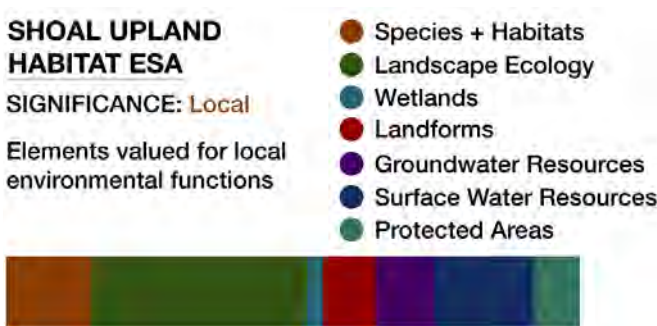 SHOAL UPLAND
HABITAT ESA
SIGNIFICANCE: Local
Elements valued for local
environmental functions
Species + Habitats
Landscape Ecology
Wetlands
Landforms
Groundwater Resources
Surface Water Resources
Protected Areas